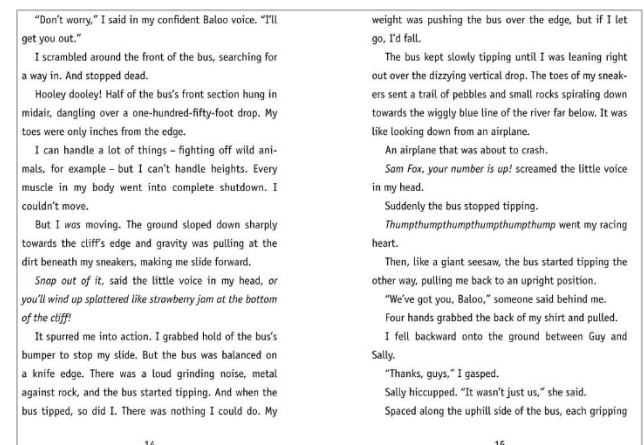 “Don’t worry,” I said in my confident Baloo voice. “I’ll
get you out.”
I scrambled around the front of the bus, searching for
a way in. And stopped dead.
Hooley dooley! Half of the bus’s front section hung in
midair, dangling over a one-hundred-fifty-foot drop. My
toes were only inches from the edge.
I can handle a lot of things – fighting off wild ani-
mals, for example – but I can’t handle heights. Every
muscle in my body went into complete shutdown. I
couldn’t move.
But I was moving. The ground sloped down sharply
towards the cliff’s edge and gravity was pulling at the
dirt beneath my sneakers, making me slide forward.
Snap out of it, said the little voice in my head, or
you’ll wind up splattered like strawberry jam at the bottom
of the cliff!
It spurred me into action. I grabbed hold of the bus’s
bumper to stop my slide. But the bus was balanced on
a knife edge. There was a loud grinding noise, metal
against rock, and the bus started tipping. And when the
bus tipped, so did I. There was nothing I could do. My
14
weight was pushing the bus over the edge, but if I let
go, I’d fall.
The bus kept slowly tipping until I was leaning right
out over the dizzying vertical drop. The toes of my sneak-
ers sent a trail of pebbles and small rocks spiraling down
towards the wiggly blue line of the river far below. It was
like looking down from an airplane.
An airplane that was about to crash.
Sam Fox, your number is up! screamed the little voice
in my head.
Suddenly the bus stopped tipping.
Thumpthumpthumpthumpthumpthump went my racing
heart.
Then, like a giant seesaw, the bus started tipping the
other way, pulling me back to an upright position.
“We’ve got you, Baloo,” someone said behind me.
Four hands grabbed the back of my shirt and pulled.
I fell backward onto the ground between Guy and
Sally.
“Thanks, guys,” I gasped.
Sally hiccupped. “It wasn’t just us,” she said.
Spaced along the uphill side of the bus, each gripping
15